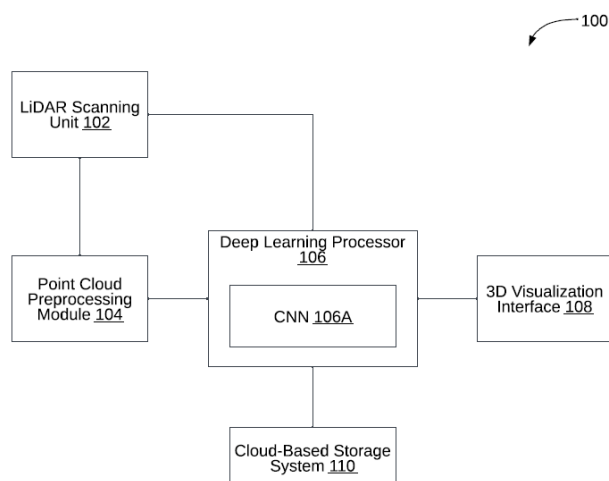 100
LiDAR Scanning
Unit 102
Deep Learning Processor
106
Point Cloud
Preprocessing
Module 104
CNN 106A
3D Visualization
Interface 108
Cloud-Based Storage
System 110